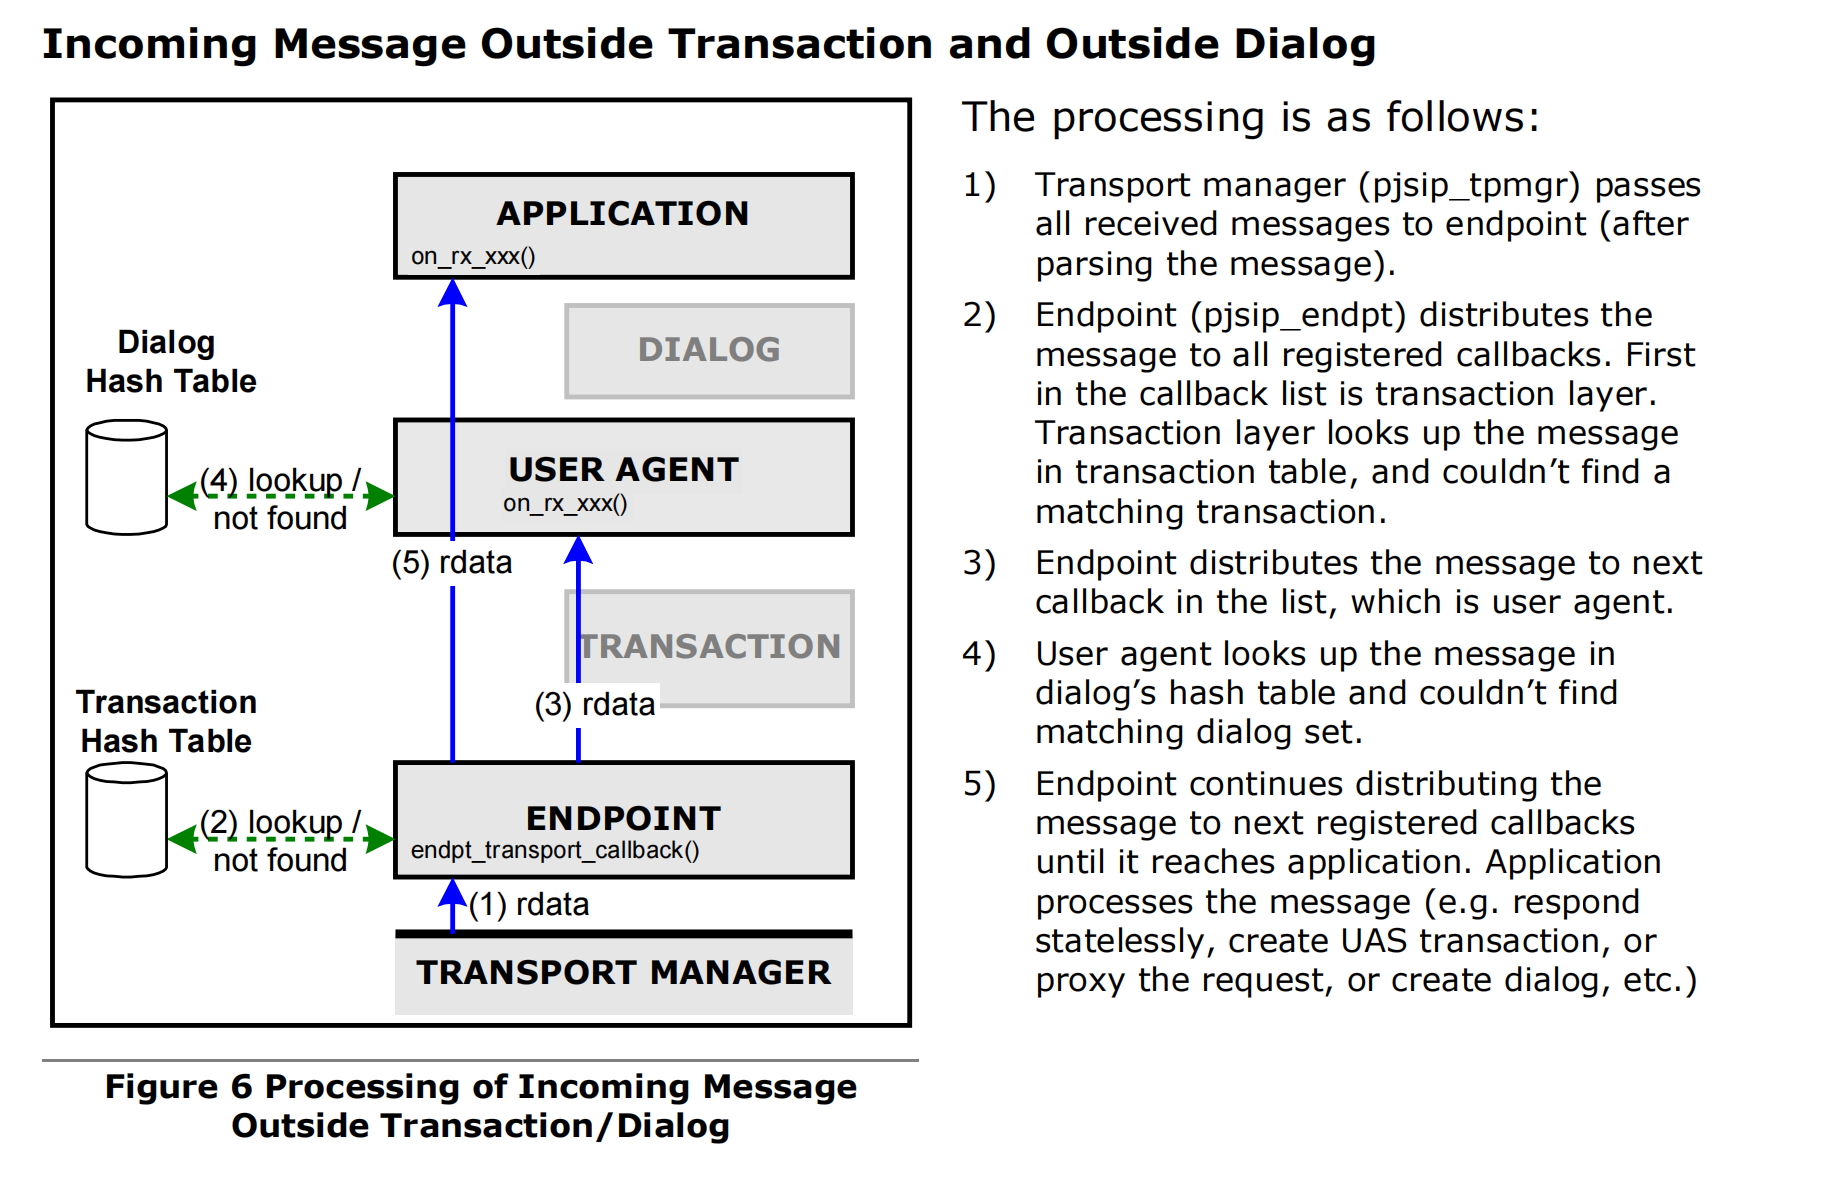 Incoming Message Outside Transaction and Outside Dialog
APPLICATION
on_rx_xxx()
DIALOG
Dialog
Hash Table
USER AGENT
on_rx_xxx()
(4) lookup /
not found
(5) rdata
TRANSACTION
(3) rdata
Transaction
Hash Table
ENDPOINT
endpt_transport_callback()
(2) lookup /
not found
(1) rdata
TRANSPORT MANAGER
Figure 6 Processing of Incoming Message
Outside Transaction/Dialog
The processing is as follows:
1) Transport manager (pjsip_tpmgr) passes
all received messages to endpoint (after
parsing the message).
2) Endpoint (pjsip_endpt) distributes the
message to all registered callbacks. First
in the callback list is transaction layer.
Transaction layer looks up the message
in transaction table, and couldn’t find a
matching transaction.
3) Endpoint distributes the message to next
callback in the list, which is user agent.
4) User agent looks up the message in
dialog’s hash table and couldn’t find
matching dialog set.
5) Endpoint continues distributing the
message to next registered callbacks
until it reaches application. Application
processes the message (e.g. respond
statelessly, create UAS transaction, or
proxy the request, or create dialog, etc.)